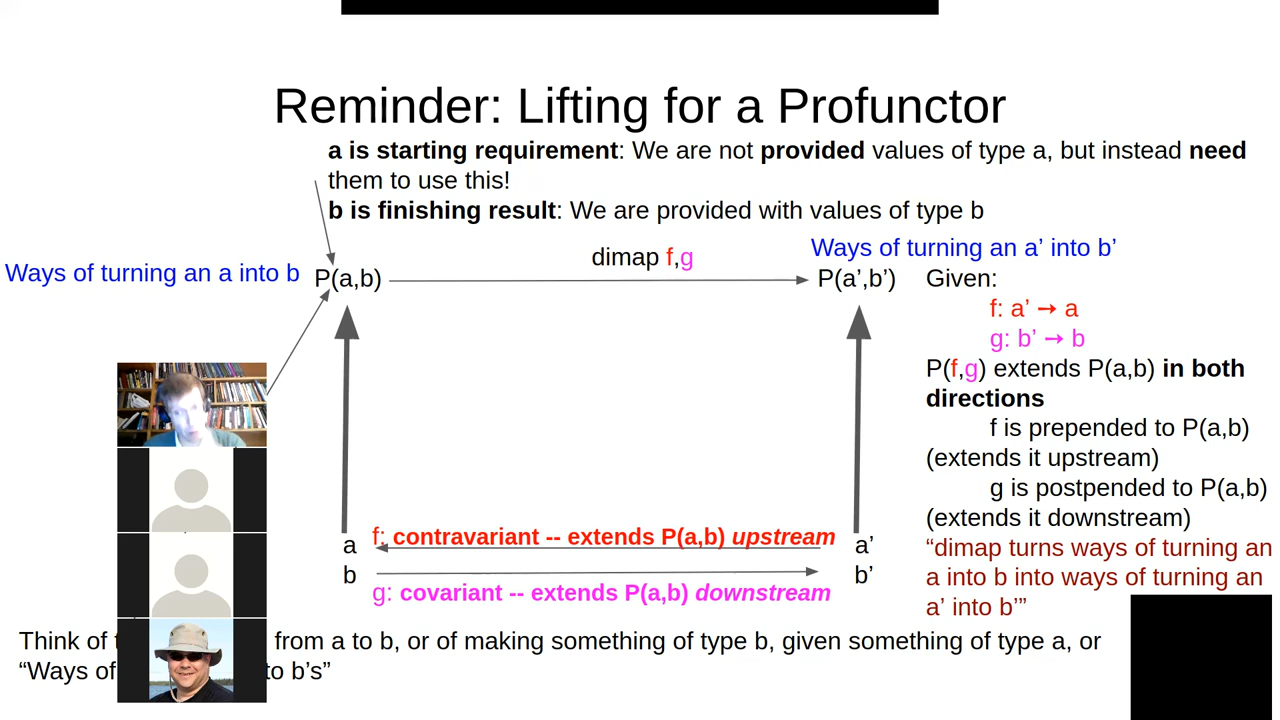 Reminder: Lifting for a Profunctor
a is starting requirement: We are not provided values of type a, but instead need
them to use this!
b is finishing result: We are provided with values of type b
Ways of turning an a into b
P(a,b)
dimap f,g
Ways of turning an a’ into b’
P(a’,b’)
Given:
f: a’ → a
g: b’ → b
P(f,g) extends P(a,b) in both
directions
f is prepended to P(a,b)
(extends it upstream)
g is postpended to P(a,b)
(extends it downstream)
“dimap turns ways of turning an
a into b into ways of turning an
a’ into b’”
a
f: contravariant -- extends P(a,b) upstream
a’
b
b’
g: covariant -- extends P(a,b) downstream
Think of from a to b, or of making something of type b, given something of type a, or
“Ways of to b’s”